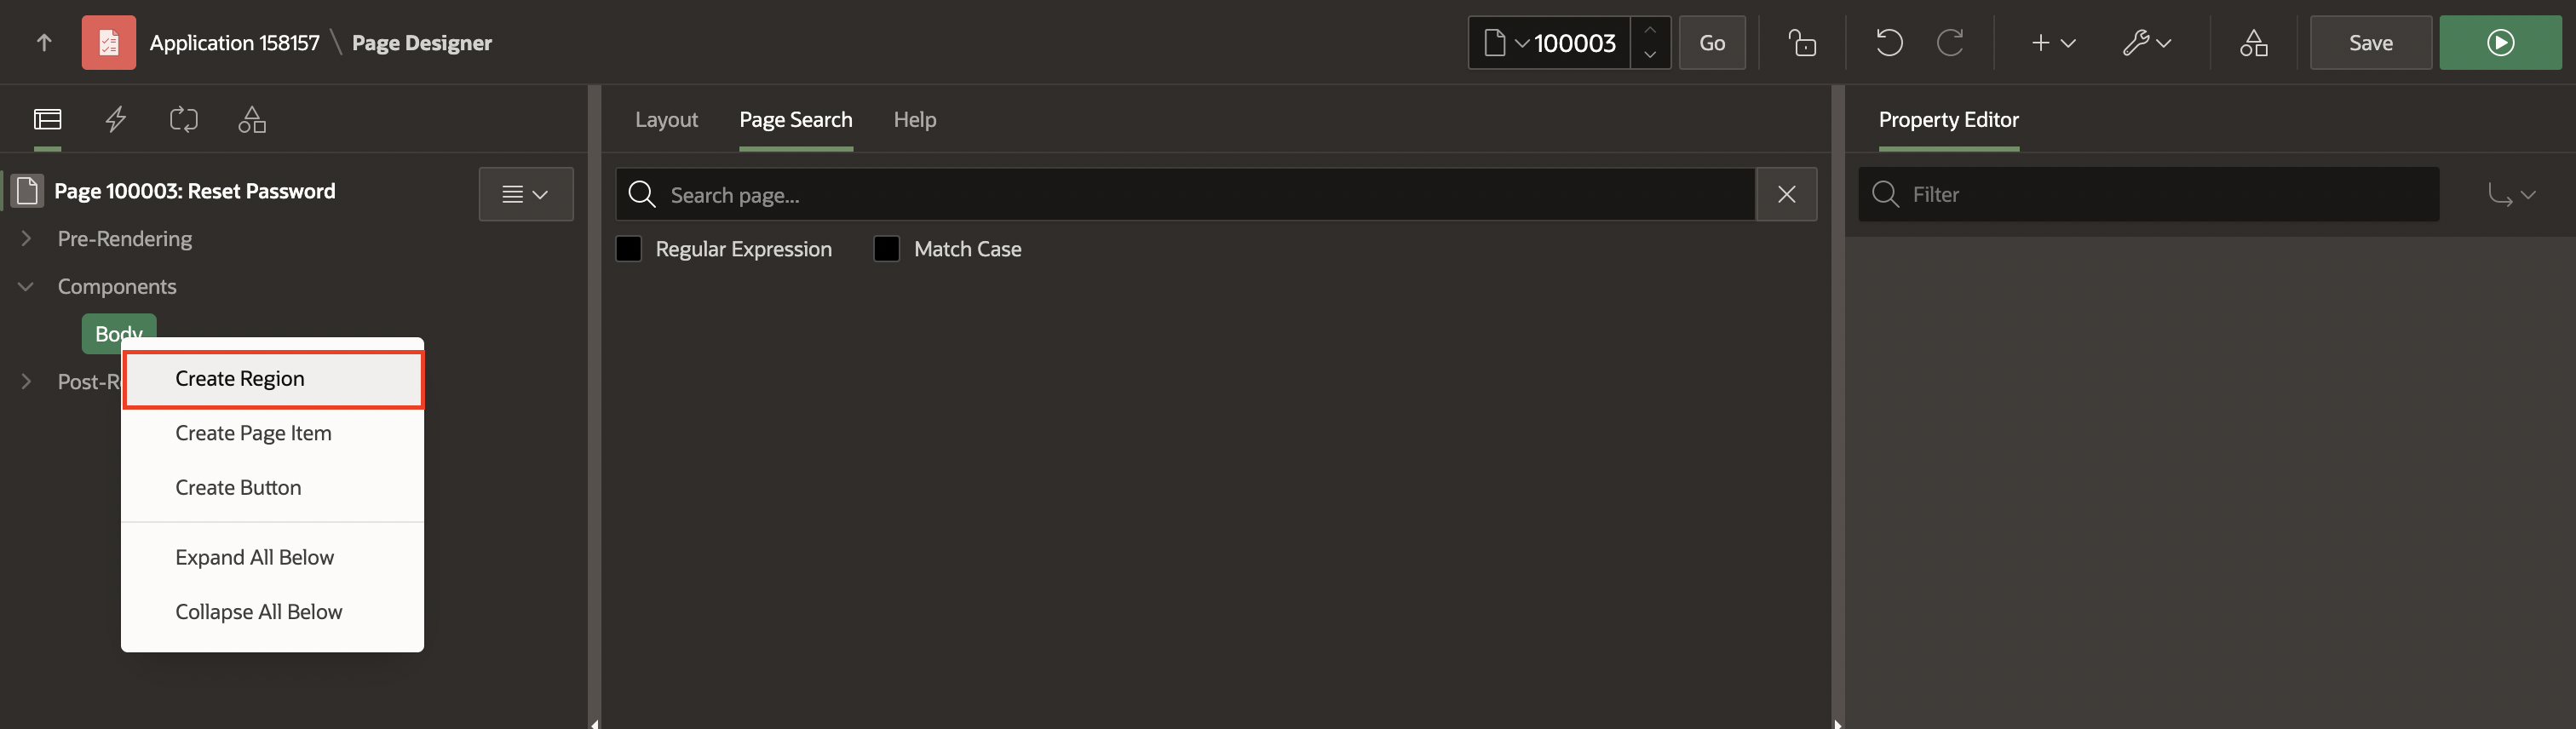 Application 158157 \ Page Designer
100003
Go
Save
Layout
Page Search
Help
Property Editor
Page 100003: Reset Password
Search page...
Filter
Pre-Rendering
Regular Expression
Match Case
Components
Body
Post-R
Create Region
Create Page Item
Create Button
Expand All Below
Collapse All Below